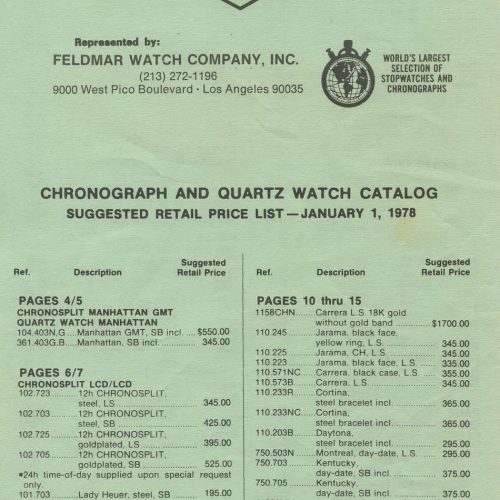 Represented by:
FELDMAR WATCH COMPANY, INC.
(213) 272-1196
9000 West Pico Boulevard · Los Angeles 90035
WORLD'S LARGEST
SELECTION OF
STOPWATCHES AND
CHRONOGRAPHS
CHRONOGRAPH AND QUARTZ WATCH CATALOG
SUGGESTED RETAIL PRICE LIST—JANUARY 1, 1978
Ref. Description Suggested Retail Price
PAGES 4/5
CHRONOSPLIT MANHATTAN GMT
QUARTZ WATCH MANHATTAN
104.403N,G.....Manhattan GMT, SB incl.... $550.00
361.403G,B.....Manhattan, SB incl..... 345.00
PAGES 6/7
CHRONOSPLIT LCD/LCD
102.723..........12h CHRONOSPLIT,
steel, LS .................. 345.00
102.703..........12h CHRONOSPLIT,
steel, SB .................. 425.00
102.725..........12h CHRONOSPLIT,
goldplated, LS ............ 395.00
102.705..........12h CHRONOSPLIT,
goldplated, SB ............ 525.00
•24h time-of-day supplied upon special request
only.
101.703..........Lady Heuer, steel, SB .... 195.00
Ref. Description Suggested Retail Price
PAGES 10 thru 15
1158CHN.......Carrera L.S. 18K gold
without gold band ...... $1700.00
110.245..........Jarama, black face,
yellow ring, L.S. .......... 345.00
110.225..........Jarama, CH, L.S. ........... 345.00
110.223..........Jarama, black face, L.S. .... 335.00
110.571NC......Carrera, black case, L.S. ... 355.00
110.573B........Carrera, L.S. ............... 345.00
110.233R........Cortina,
steel bracelet incl. ........ 365.00
110.233NC......Cortina,
steel bracelet incl. ........ 365.00
110.203B........Daytona,
steel bracelet incl. ........ 295.00
750.503N........Montreal, day-date, L.S. ... 295.00
750.703..........Kentucky,
day-date, SB incl. ......... 375.00
705.703..........Kentucky,
day-date, SB incl. ......... 375.00